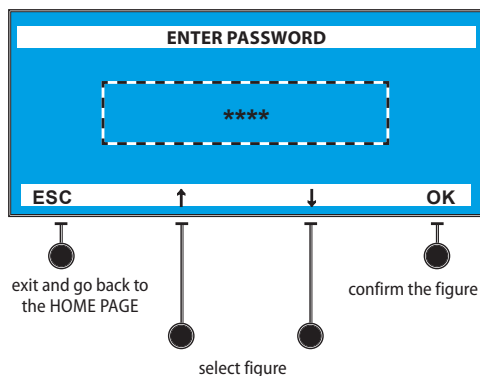 ENTER PASSWORD
****
ESC ↑ ↓ OK
exit and go back to
the HOME PAGE
confirm the figure
select figure